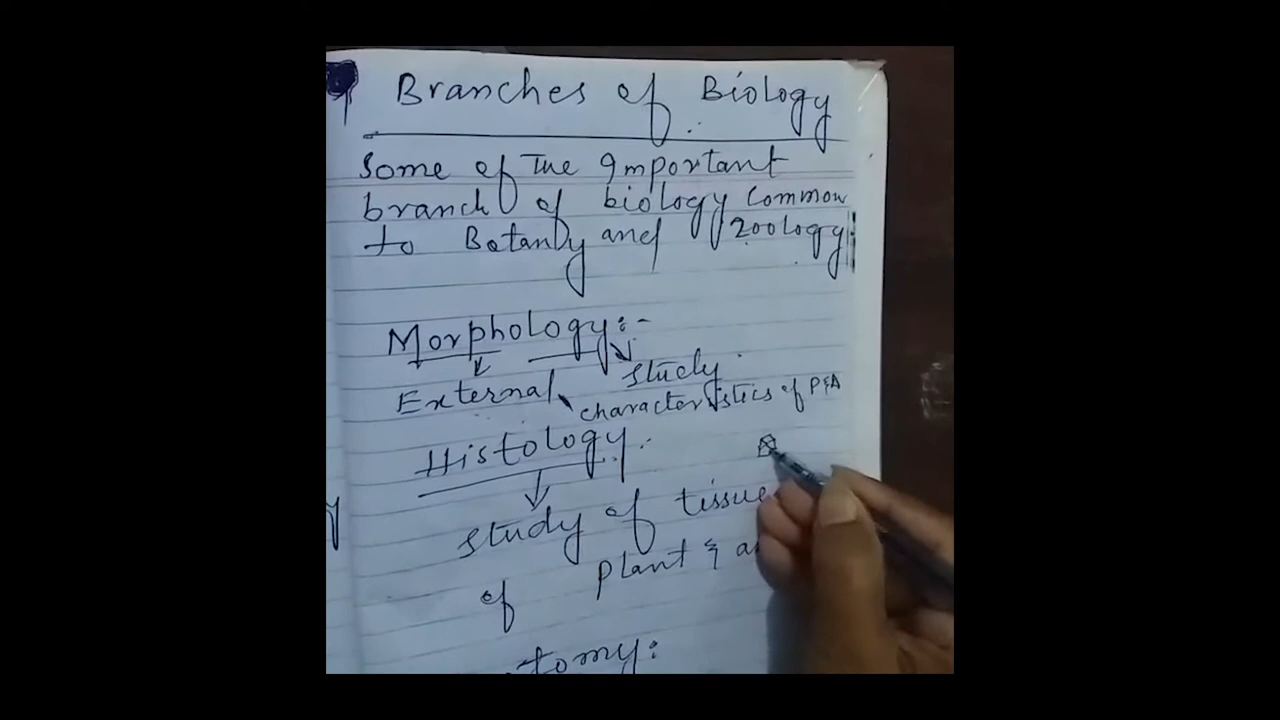 Branches of Biology
Some of The Important
branch of biology common
to Botany and Zoology
Morphology:-
External
study
characteristics of P&A
Histology
study of tissue
of plant &
tomy: